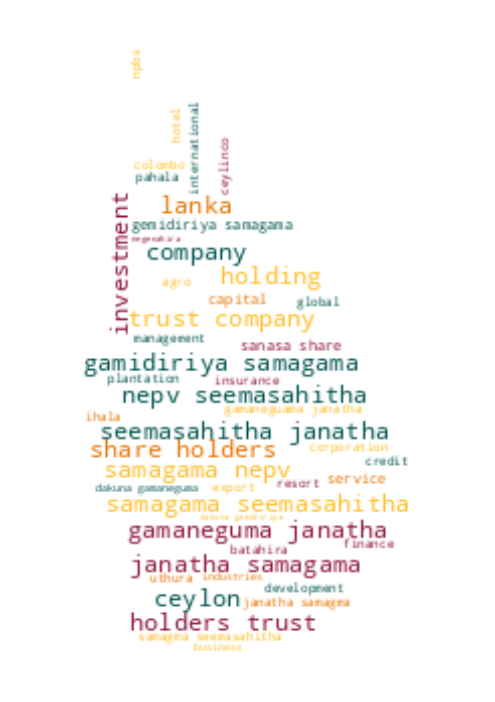 npbs
hotel
international
ceylinco
colombo
pahala
investment
lanka
gemidiriya samagama
negenahira
company
holding
agro
capital
global
trust company
management
sanasa share
gamidiriya samagama
plantation
insurance
nepv seemasahitha
gamaneguama janatha
ihala
seemasahitha janatha
share holders
corporation
credit
samagama nepv
service
resort
dakuna gamaneguma
export
samagama seemasahitha
gamaneguma janatha
finance
batahira
janatha samagama
uthura
industries
development
ceylon
janatha samagma
holders trust
samagma seemasahitha
business